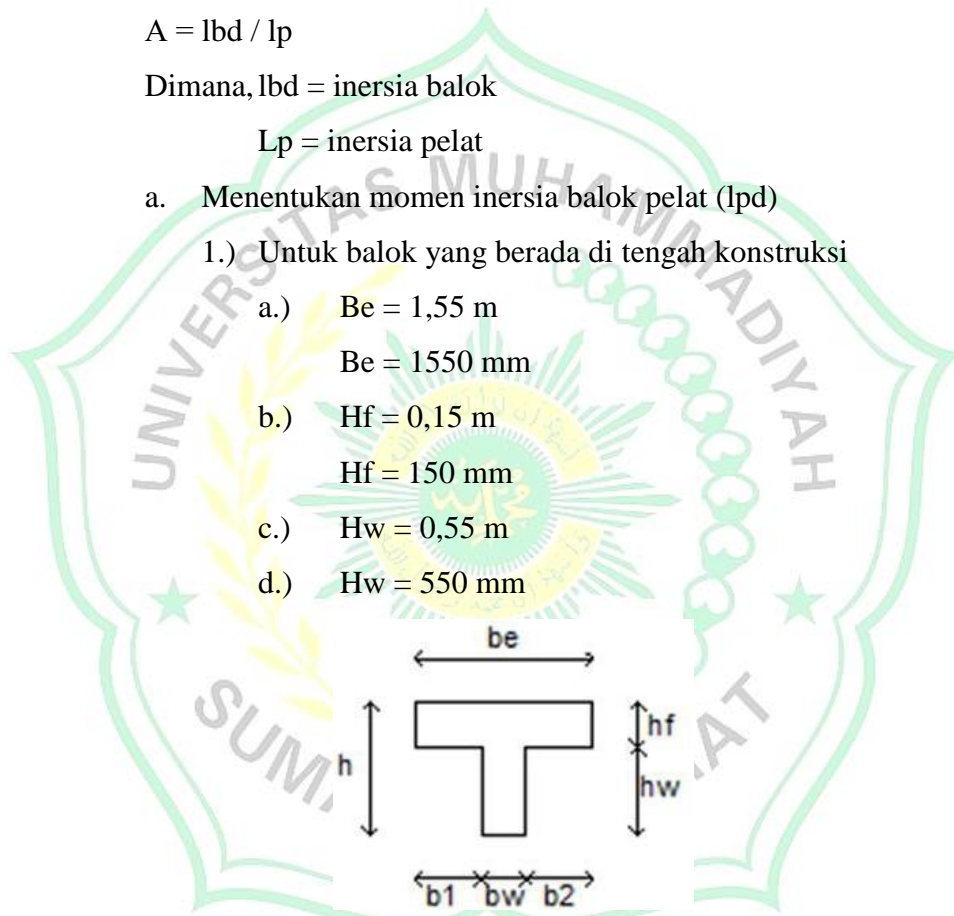 A = lbd / lp
Dimana, lbd = inersia balok
Lp = inersia pelat
a. Menentukan momen inersia balok pelat (lpd)
1.) Untuk balok yang berada di tengah konstruksi
a.) Be = 1,55 m
Be = 1550 mm
b.) Hf = 0,15 m
Hf = 150 mm
c.) Hw = 0,55 m
d.) Hw = 550 mm
be
h
hf
hw
b1 bw b2
UNIVERSITAS MUHAMMADIYAH